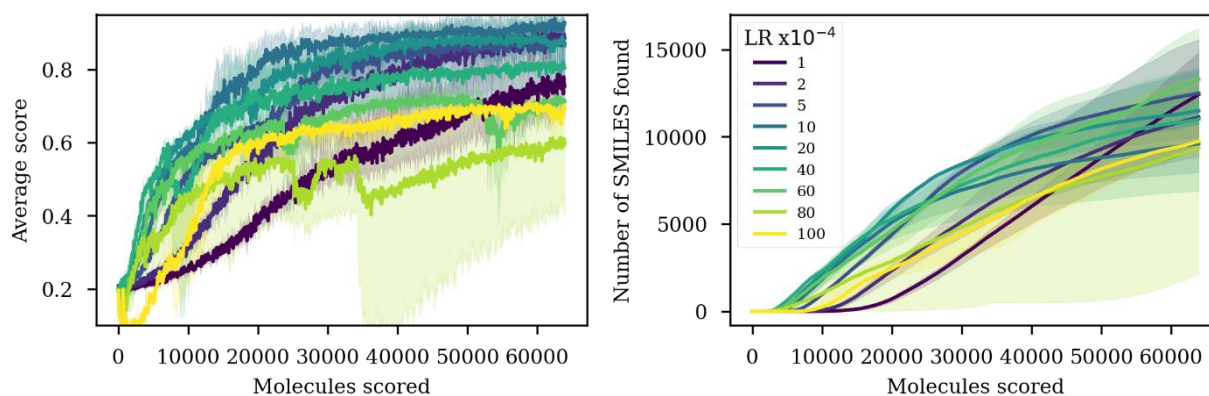 Average score
0.8
0.6
0.4
0.2
0 10000 20000 30000 40000 50000 60000
Molecules scored
Number of SMILES found
15000
10000
5000
0
LR x10⁻⁴
1
2
5
10
20
40
60
80
100
0 10000 20000 30000 40000 50000 60000
Molecules scored